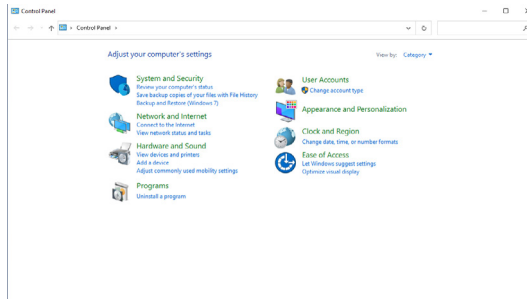 Control Panel
Control Panel
Adjust your computer's settings
View by: Category
System and Security
Review your computer's status
Save backup copies of your files with File History
Backup and Restore (Windows 7)
Network and Internet
Connect to the Internet
View network status and tasks
Hardware and Sound
View devices and printers
Add a device
Adjust commonly used mobility settings
Programs
Uninstall a program
User Accounts
Change account type
Appearance and Personalization
Clock and Region
Change date, time, or number formats
Ease of Access
Let Windows suggest settings
Optimize visual display